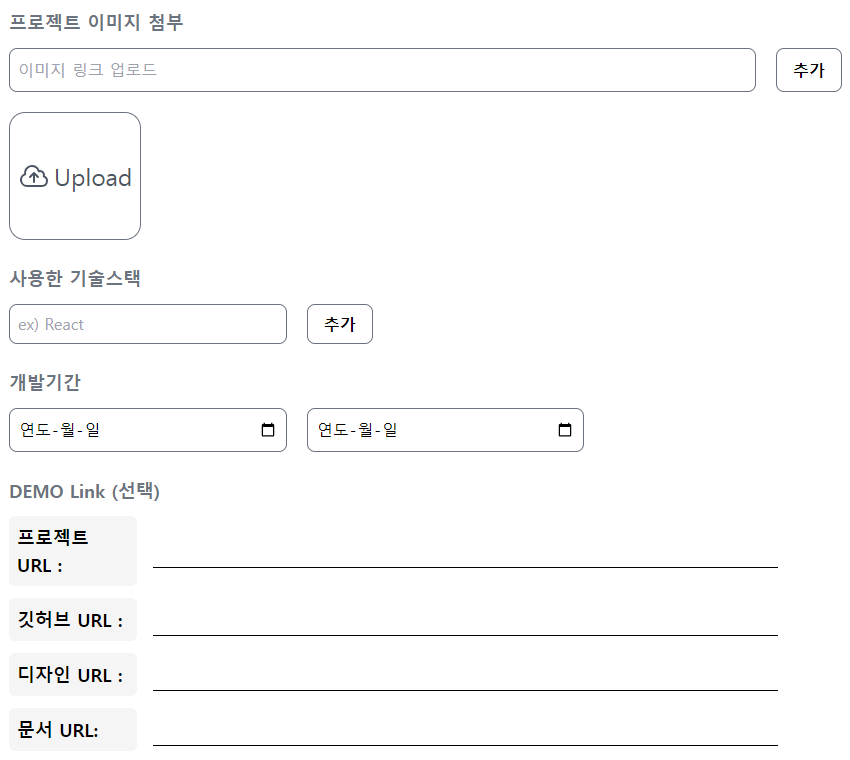 프로젝트 이미지 첨부
이미지 링크 업로드
추가
Upload
사용한 기술스택
ex) React
추가
개발기간
연도-월-일
연도-월-일
DEMO Link (선택)
프로젝트
URL :
깃허브 URL :
디자인 URL :
문서 URL: